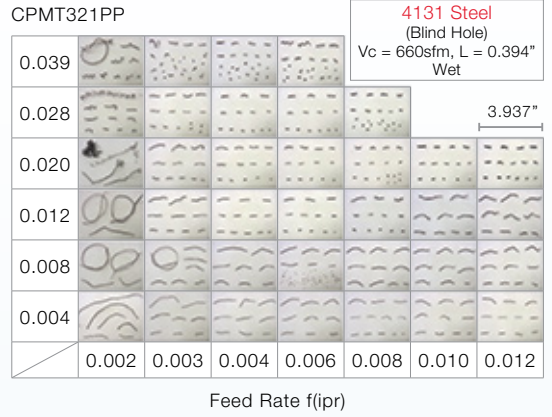 CPMT321PP
4131 Steel
(Blind Hole)
Vc = 660sfm, L = 0.394"
Wet
0.039
0.028
3.937"
0.020
0.012
0.008
0.004
0.002 0.003 0.004 0.006 0.008 0.010 0.012
Feed Rate f(ipr)